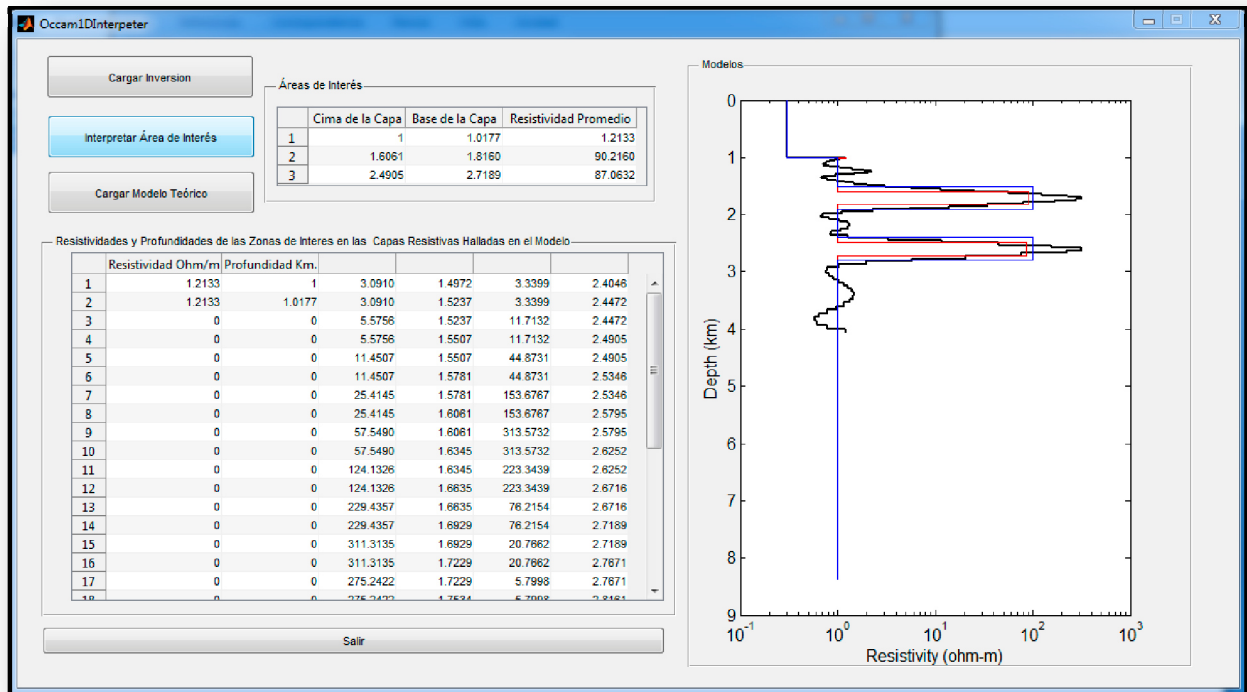 Occam1DInterpeter
Cargar Inversion
Interpretar Área de Interés
Cargar Modelo Teórico
Áreas de Interés
Cima de la Capa Base de la Capa Resistividad Promedio
1 1 1.0177 1.2133
2 1.6061 1.8160 90.2160
3 2.4905 2.7189 87.0632
Resistividades y Profundidades de las Zonas de Interes en las Capas Resistivas Halladas en el Modelo
Resistividad Ohm/m Profundidad Km.
1 1.2133 1 3.0910 1.4972 3.3399 2.4046
2 1.2133 1.0177 3.0910 1.5237 3.3399 2.4472
3 0 0 5.5756 1.5237 11.7132 2.4472
4 0 0 5.5756 1.5507 11.7132 2.4905
5 0 0 11.4507 1.5507 44.8731 2.4905
6 0 0 11.4507 1.5781 44.8731 2.5346
7 0 0 25.4145 1.5781 153.6767 2.5346
8 0 0 25.4145 1.6061 153.6767 2.5795
9 0 0 57.5490 1.6061 313.5732 2.5795
10 0 0 57.5490 1.6345 313.5732 2.6252
11 0 0 124.1326 1.6345 223.3439 2.6252
12 0 0 124.1326 1.6635 223.3439 2.6716
13 0 0 229.4357 1.6635 76.2154 2.6716
14 0 0 229.4357 1.6929 76.2154 2.7189
15 0 0 311.3135 1.6929 20.7662 2.7189
16 0 0 311.3135 1.7229 20.7662 2.7671
17 0 0 275.2422 1.7229 5.7998 2.7671
18 0 0 275.2422 1.7534 5.7998 2.8161
Salir
Modelos
0
1
2
3
4
5
6
7
8
9
Depth (km)
10^-1 10^0 10^1 10^2 10^3
Resistivity (ohm-m)